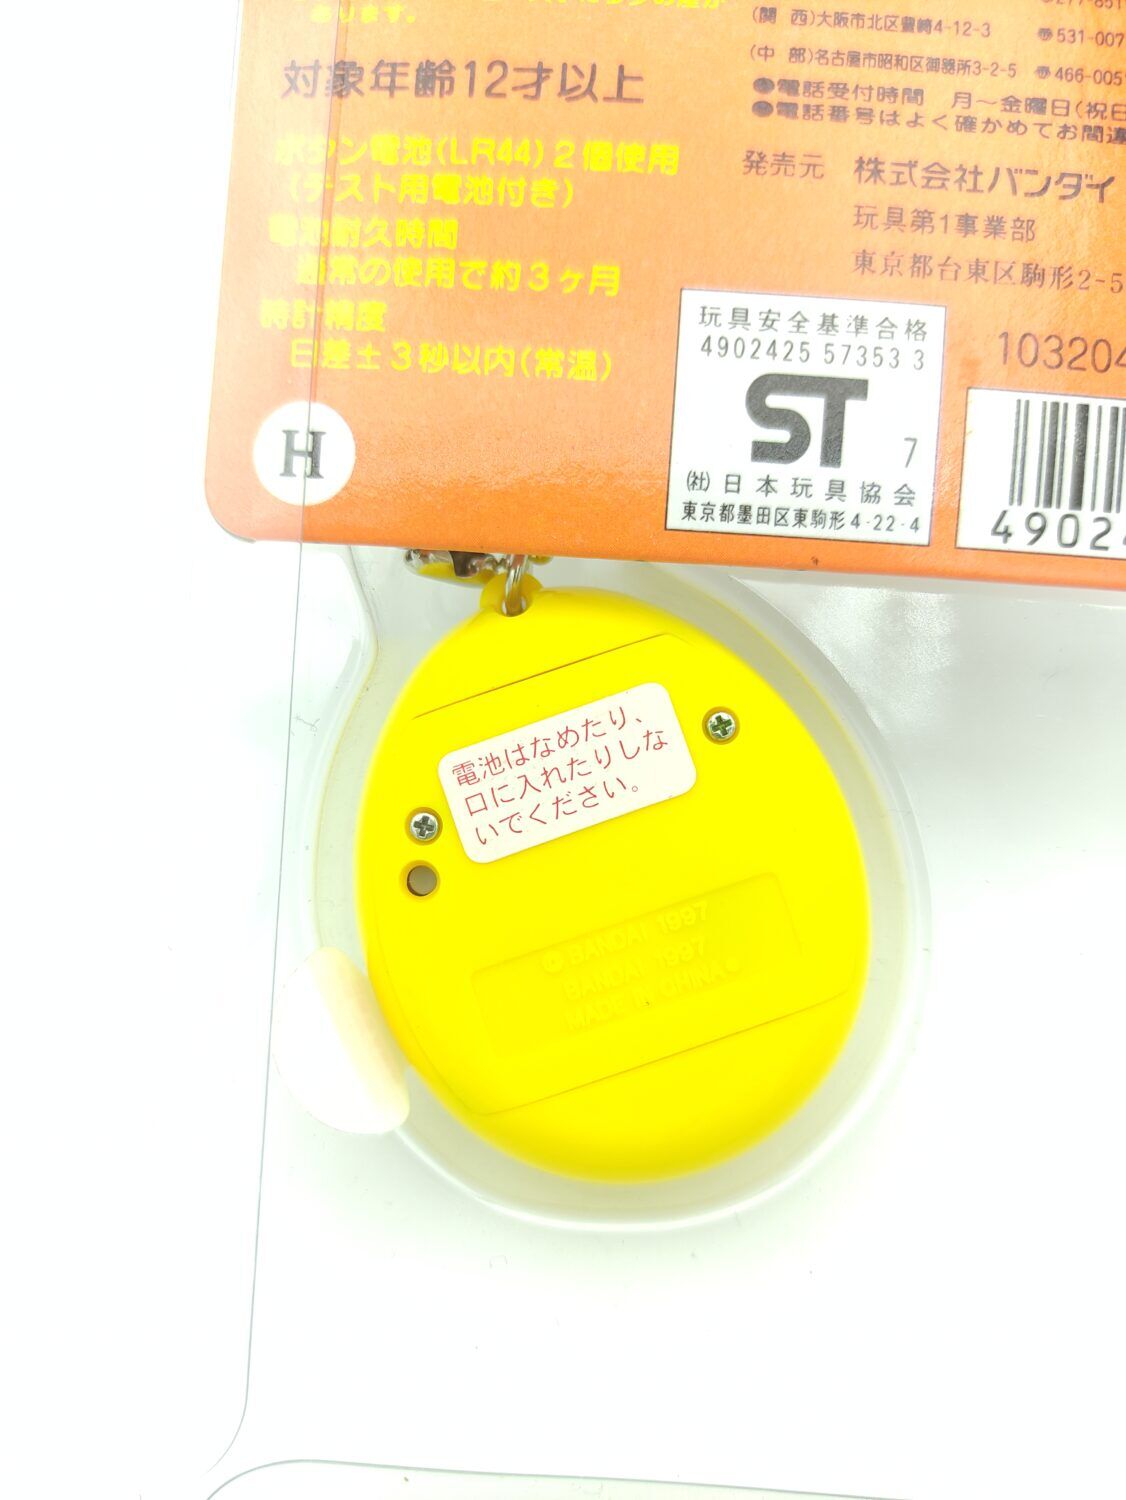 あります。
対象年齢12才以上
ボタン電池(LR44)2個使用
(テスト用電池付き)
電池耐久時間
通常の使用で約3ヶ月
時計精度
日差±3秒以内(常温)
H
(関 西)大阪市北区豊崎4-12-3 ☎531-007
(中 部)名古屋市昭和区御器所3-2-5 ☎466-005
●電話受付時間 月～金曜日(祝日
●電話番号はよく確かめてお間違
発売元 株式会社バンダイ
玩具第1事業部
東京都台東区駒形2-5
玩具安全基準合格
4902425 57353 3
ST 7
(社)日本玩具協会
東京都墨田区東駒形4-22-4
103204
49024
電池はなめたり、
口に入れたりしな
いでください。
©BANDAI 1997
BANDAI 1997
MADE IN CHINA